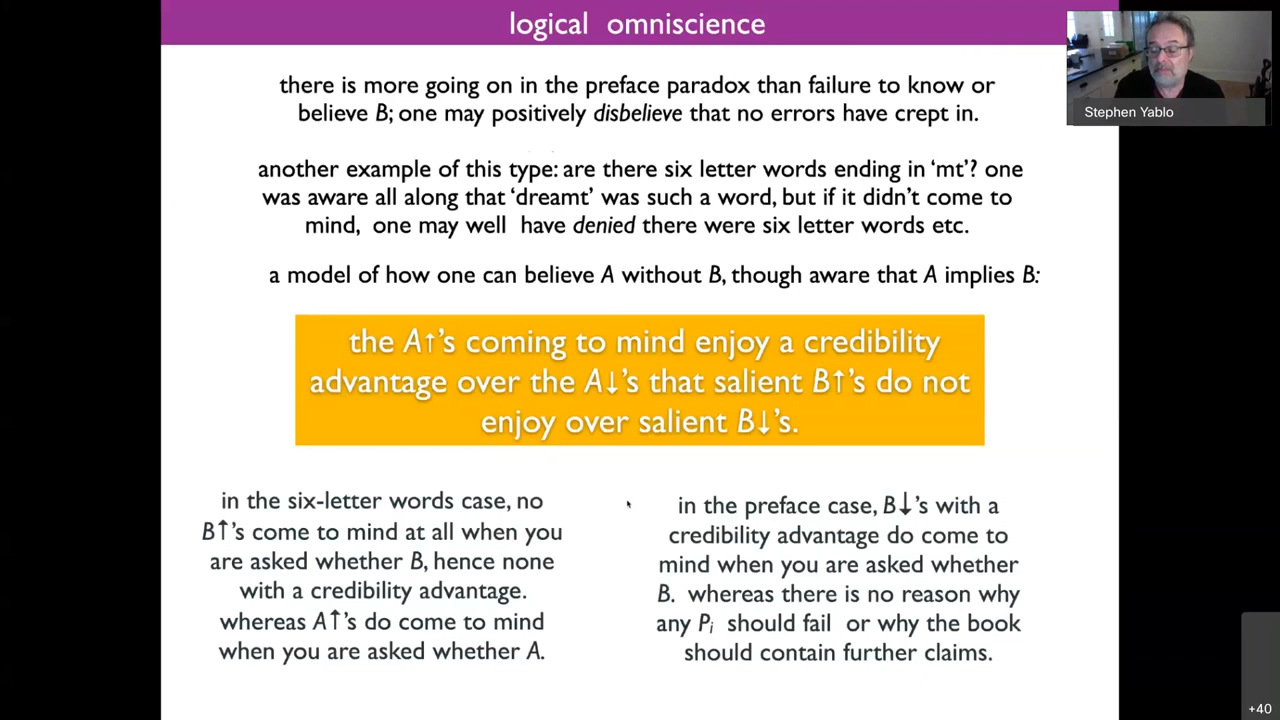 logical omniscience
there is more going on in the preface paradox than failure to know or
believe B; one may positively disbelieve that no errors have crept in.
another example of this type: are there six letter words ending in ‘mt’? one
was aware all along that ‘dreamt’ was such a word, but if it didn’t come to
mind, one may well have denied there were six letter words etc.
a model of how one can believe A without B, though aware that A implies B:
the A↑’s coming to mind enjoy a credibility
advantage over the A↓’s that salient B↑’s do not
enjoy over salient B↓’s.
in the six-letter words case, no
B↑’s come to mind at all when you
are asked whether B, hence none
with a credibility advantage.
whereas A↑’s do come to mind
when you are asked whether A.
in the preface case, B↓’s with a
credibility advantage do come to
mind when you are asked whether
B. whereas there is no reason why
any Pi should fail or why the book
should contain further claims.
Stephen Yablo
+40